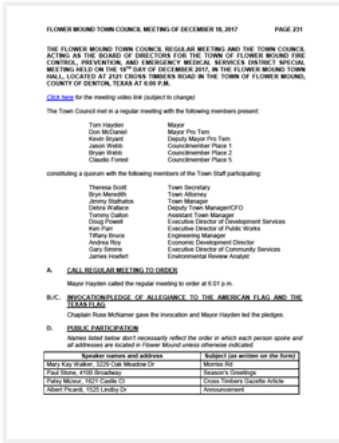 FLOWER MOUND TOWN COUNCIL MEETING OF DECEMBER 18, 2017 PAGE 231
THE FLOWER MOUND TOWN COUNCIL REGULAR MEETING AND THE TOWN COUNCIL
ACTING AS THE BOARD OF DIRECTORS FOR THE TOWN OF FLOWER MOUND FIRE
CONTROL, PREVENTION, AND EMERGENCY MEDICAL SERVICES DISTRICT SPECIAL
MEETING HELD ON THE 18TH DAY OF DECEMBER 2017, IN THE FLOWER MOUND TOWN
HALL, LOCATED AT 2121 CROSS TIMBERS ROAD IN THE TOWN OF FLOWER MOUND,
COUNTY OF DENTON, TEXAS AT 6:00 P.M.
Click here for the meeting video link (subject to change)
The Town Council met in a regular meeting with the following members present:
Tom Hayden Mayor
Don McDaniel Mayor Pro Tem
Kevin Bryant Deputy Mayor Pro Tem
Jason Webb Councilmember Place 1
Bryan Webb Councilmember Place 2
Claudio Forest Councilmember Place 5
constituting a quorum with the following members of the Town Staff participating:
Theresa Scott Town Secretary
Bryn Meredith Town Attorney
Jimmy Stathatos Town Manager
Debra Wallace Deputy Town Manager/CFO
Tommy Dalton Assistant Town Manager
Doug Powell Executive Director of Development Services
Ken Parr Executive Director of Public Works
Tiffany Bruce Engineering Manager
Andrea Roy Economic Development Director
Gary Simms Executive Director of Community Services
James Hoefert Environmental Review Analyst
A. CALL REGULAR MEETING TO ORDER
Mayor Hayden called the regular meeting to order at 6:01 p.m.
B./C. INVOCATION/PLEDGE OF ALLEGIANCE TO THE AMERICAN FLAG AND THE
TEXAS FLAG
Chaplain Russ McNamer gave the invocation and Mayor Hayden led the pledges.
D. PUBLIC PARTICIPATION
Names listed below don't necessarily reflect the order in which each person spoke and
all addresses are located in Flower Mound unless otherwise indicated.
Speaker names and address Subject (as written on the form)
Mary Kay Walker, 3229 Oak Meadow Dr Morriss Rd
Paul Stone, 4100 Broadway Season's Greetings
Patsy Mizeur, 1821 Castle Ct Cross Timbers Gazette Article
Albert Picardi, 1525 Lindby Dr Announcement